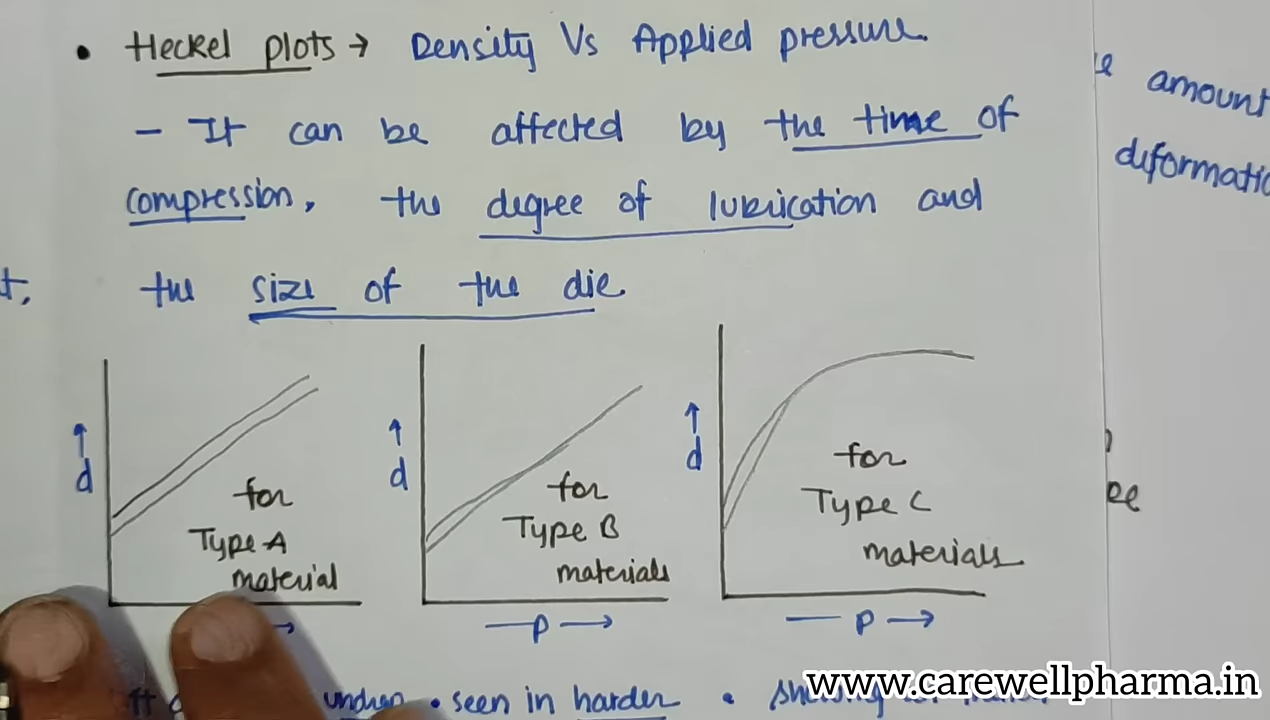 • Heckel plots → Density Vs Applied pressure.
- It can be affected by the time of
compression, the degree of lubrication and
the size of the die
e amount
t.
↑
d
for
Type A
material
→
↑
d
for
Type B
materials
— P →
↑
d
for
Type C
materials
— P →
• seen in harder
www.carewellpharma.in